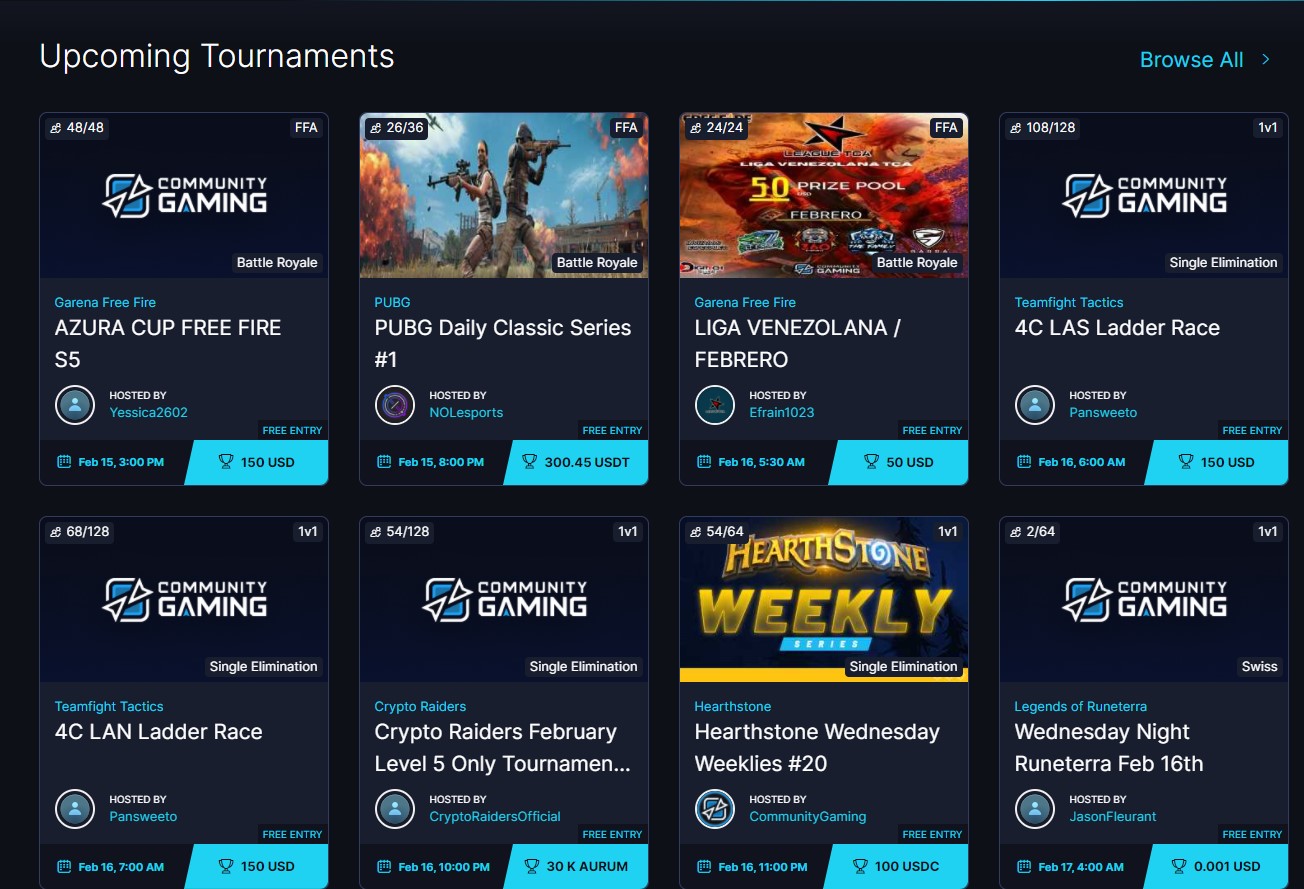 Upcoming Tournaments
Browse All
48/48
FFA
COMMUNITY
GAMING
Battle Royale
Garena Free Fire
AZURA CUP FREE FIRE
S5
HOSTED BY
Yessica2602
FREE ENTRY
Feb 15, 3:00 PM
150 USD
26/36
FFA
Battle Royale
PUBG
PUBG Daily Classic Series
#1
HOSTED BY
NOLesports
FREE ENTRY
Feb 15, 8:00 PM
300.45 USDT
24/24
FFA
LEAGUE TCA
LIGA VENEZOLANA TCA
50 USD PRIZE POOL
FEBRERO
THE FAMILY
COMMUNITY
GAMING
Battle Royale
Garena Free Fire
LIGA VENEZOLANA /
FEBRERO
HOSTED BY
Efrain1023
FREE ENTRY
Feb 16, 5:30 AM
50 USD
108/128
1v1
COMMUNITY
GAMING
Single Elimination
Teamfight Tactics
4C LAS Ladder Race
HOSTED BY
Pansweeto
FREE ENTRY
Feb 16, 6:00 AM
150 USD
68/128
1v1
COMMUNITY
GAMING
Single Elimination
Teamfight Tactics
4C LAN Ladder Race
HOSTED BY
Pansweeto
FREE ENTRY
Feb 16, 7:00 AM
150 USD
54/128
1v1
COMMUNITY
GAMING
Single Elimination
Crypto Raiders
Crypto Raiders February
Level 5 Only Tournamen...
HOSTED BY
CryptoRaidersOfficial
FREE ENTRY
Feb 16, 10:00 PM
30 K AURUM
54/64
1v1
HEARTHSTONE
WEEKLY
SERIES
Single Elimination
Hearthstone
Hearthstone Wednesday
Weeklies #20
HOSTED BY
CommunityGaming
FREE ENTRY
Feb 16, 11:00 PM
100 USDC
2/64
1v1
COMMUNITY
GAMING
Swiss
Legends of Runeterra
Wednesday Night
Runeterra Feb 16th
HOSTED BY
JasonFleurant
FREE ENTRY
Feb 17, 4:00 AM
0.001 USD